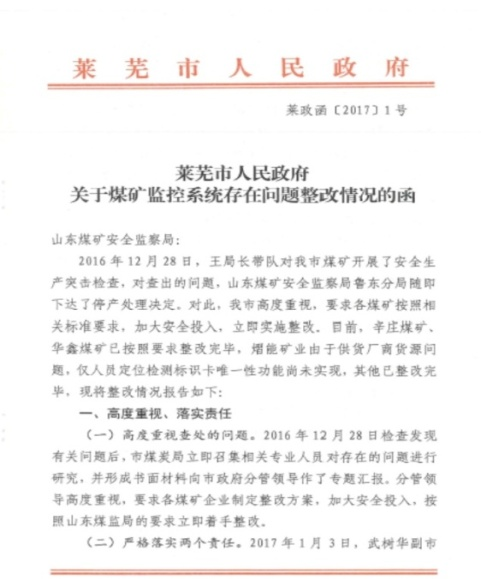 莱芜市人民政府
莱政函〔2017〕1号
莱芜市人民政府
关于煤矿监控系统存在问题整改情况的函
山东煤矿安全监察局：
2016年12月28日，王局长带队对我市煤矿开展了安全生
产突击检查，对查出的问题，山东煤矿安全监察局鲁东分局随即
下达了停产处理决定。对此，我市高度重视，要求各煤矿按照相
关标准要求，加大安全投入，立即实施整改。目前，辛庄煤矿、
华鑫煤矿已按照要求整改完毕，熠能矿业由于供货厂商货源问
题，仅人员定位检测标识卡唯一性功能尚未实现，其他已整改完
毕，现将整改情况报告如下：
一、高度重视、落实责任
（一）高度重视查处的问题。2016年12月28日检查发现
有关问题后，市煤炭局立即召集相关专业人员对存在的问题进行
研究，并形成书面材料向市政府分管领导作了专题汇报。分管领
导高度重视，要求各煤矿企业制定整改方案，加大安全投入，按
照山东煤监局的要求立即着手整改。
（二）严格落实两个责任。2017年1月3日，武树华副市